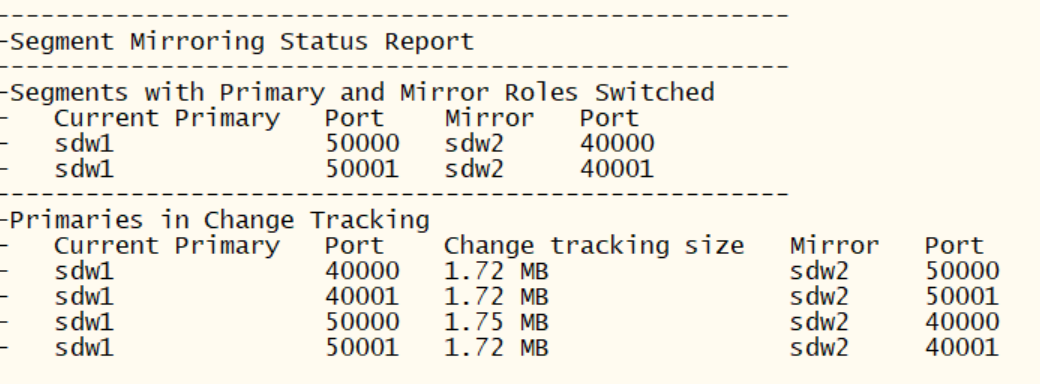 -------------------------------------------------------
-Segment Mirroring Status Report
-------------------------------------------------------
-Segments with Primary and Mirror Roles Switched
-   Current Primary   Port    Mirror   Port
-   sdw1              50000   sdw2     40000
-   sdw1              50001   sdw2     40001
-------------------------------------------------------
-Primaries in Change Tracking
-   Current Primary   Port    Change tracking size   Mirror   Port
-   sdw1              40000   1.72 MB                sdw2     50000
-   sdw1              40001   1.72 MB                sdw2     50001
-   sdw1              50000   1.75 MB                sdw2     40000
-   sdw1              50001   1.72 MB                sdw2     40001